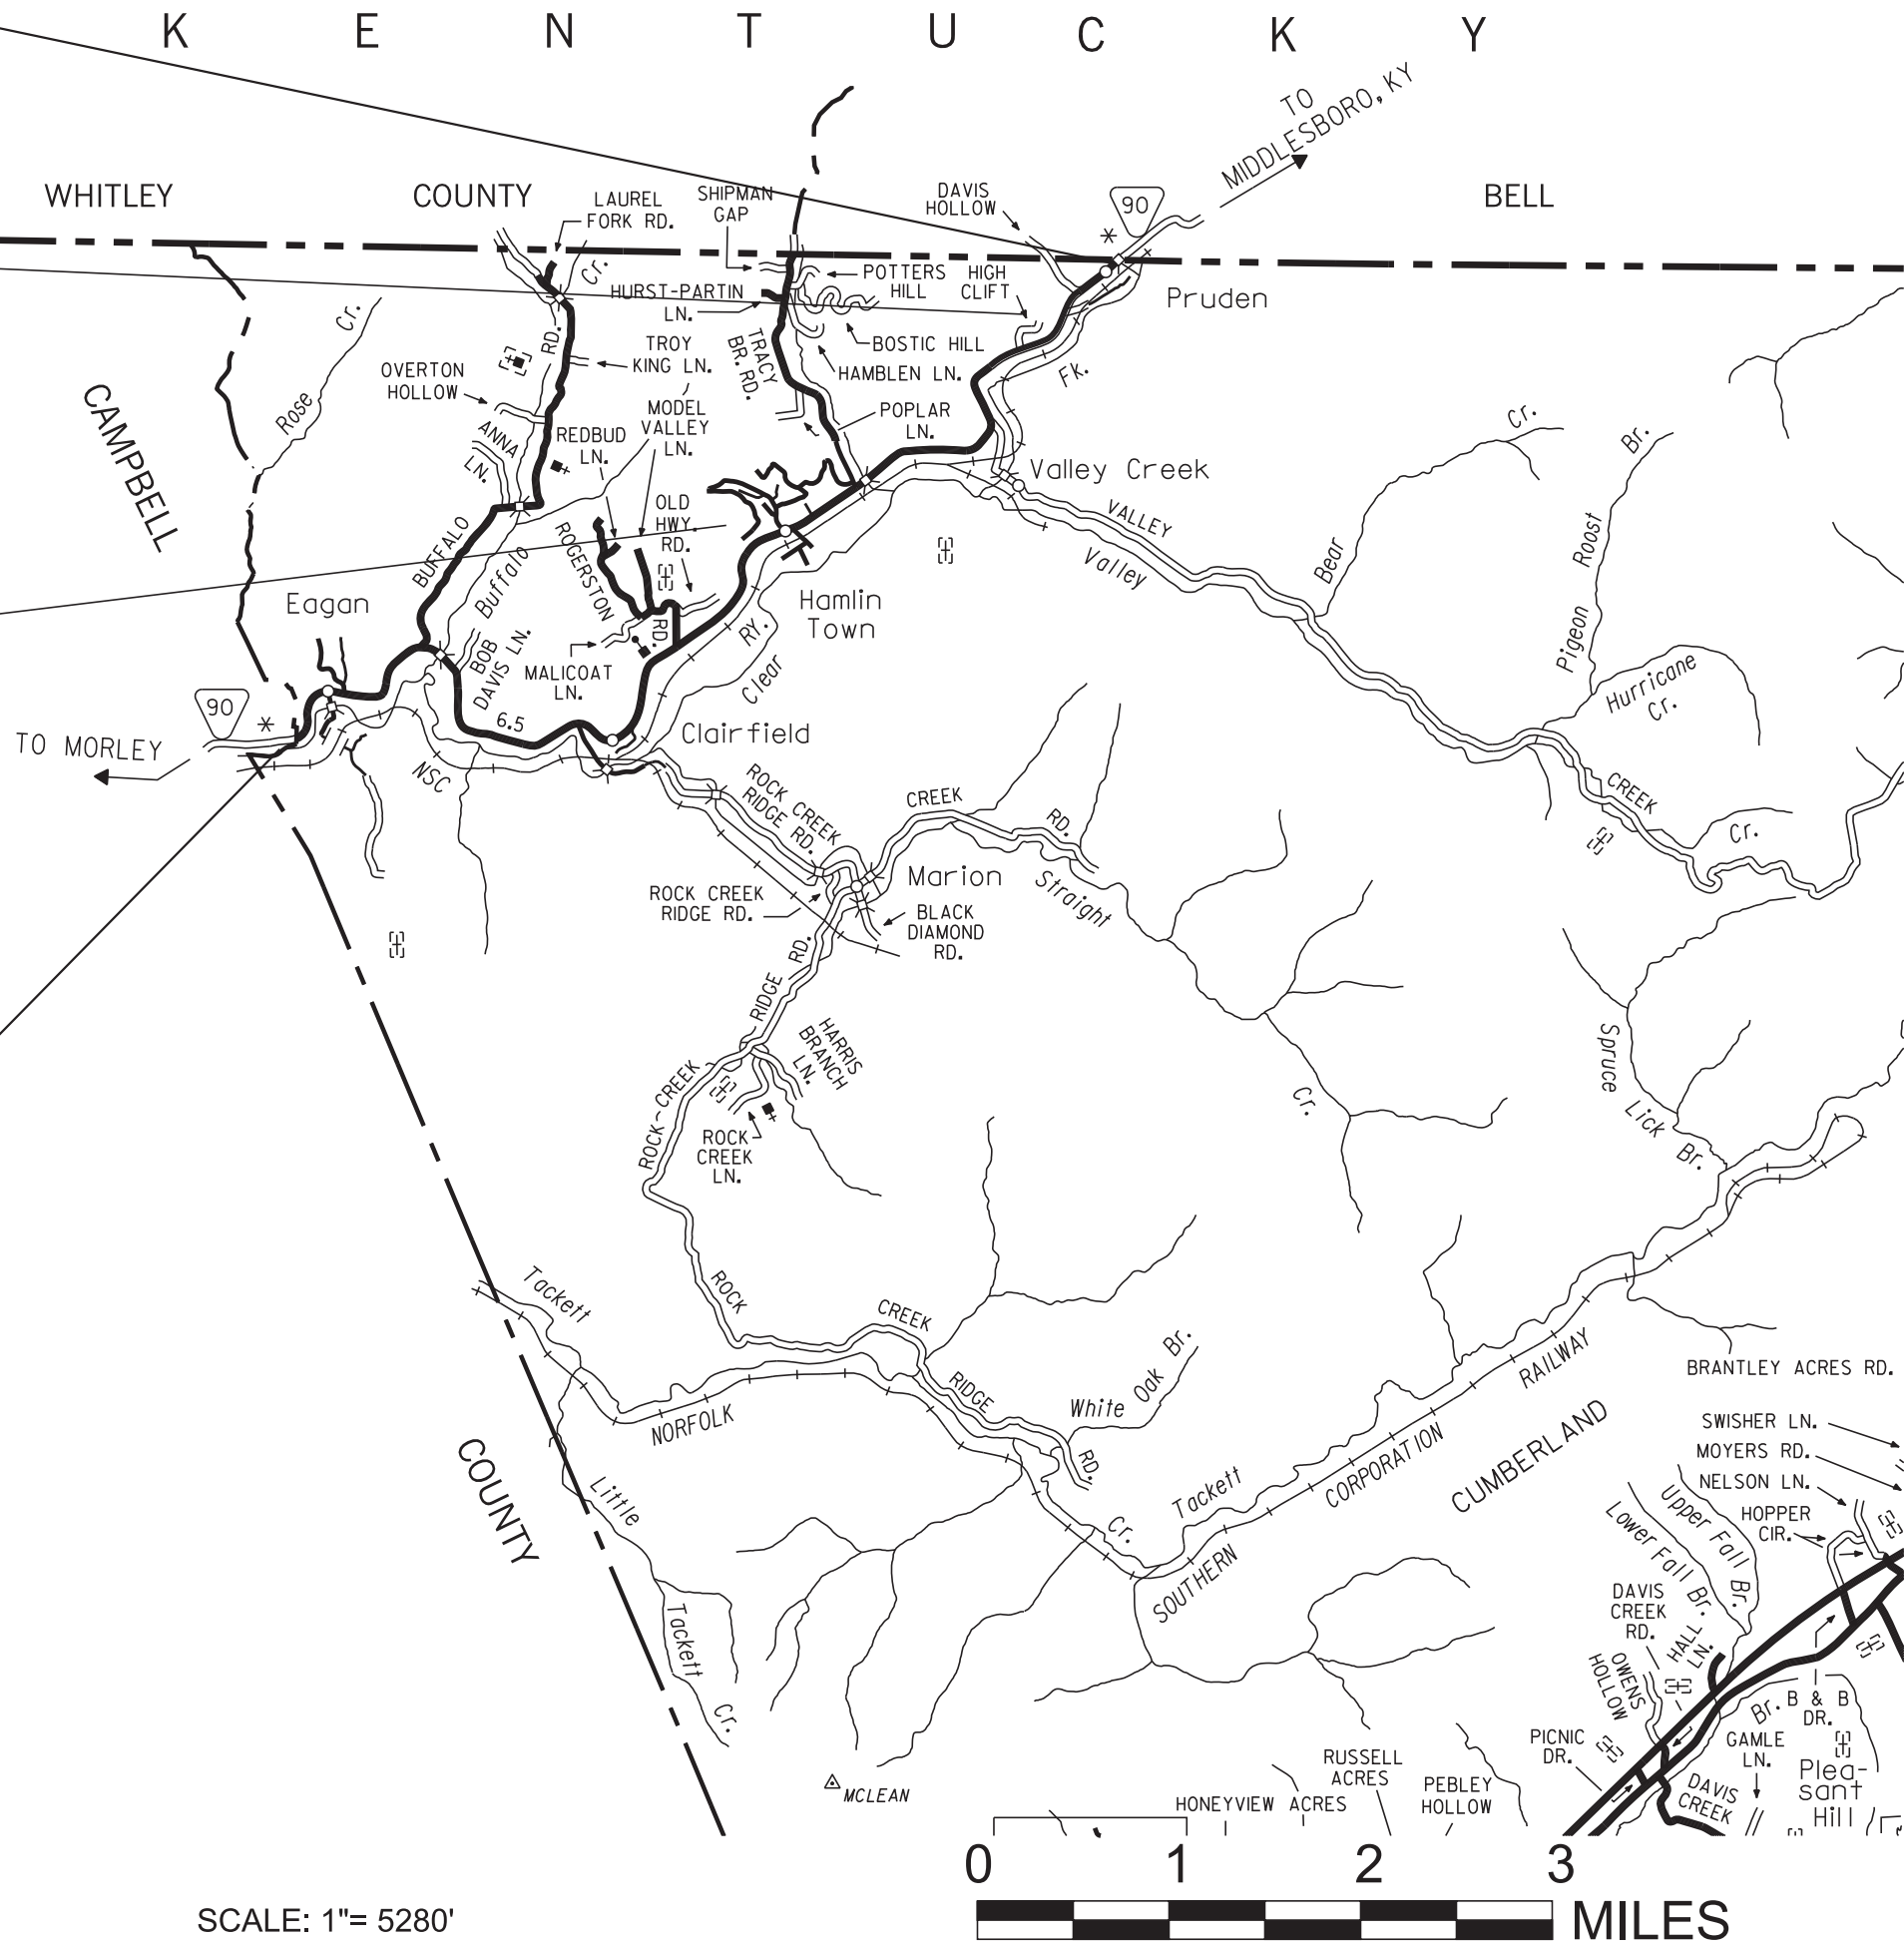 K E N T U C K Y
TO
MIDDLESBORO, KY
WHITLEY COUNTY
BELL
90
LAUREL
FORK RD.
SHIPMAN
GAP
DAVIS
HOLLOW
Cr.
HURST-PARTIN
LN.
POTTERS
HILL
HIGH
CLIFT
Pruden
Cr.
Rose
CAMPBELL
OVERTON
HOLLOW
RD.
TROY
KING LN.
TRACY
BR. RD.
BOSTIC HILL
HAMBLEN LN.
Fk.
POPLAR
LN.
ANNA
LN.
REDBUD
LN.
MODEL
VALLEY
LN.
Valley Creek
Cr.
Br.
OLD
HWY.
RD.
VALLEY
Valley
Bear
Roost
Pigeon
BUFFALO
Buffalo
ROGERSTON
RD.
Eagan
Hamlin
Town
RY.
Clear
BOB
DAVIS LN.
MALICOAT
LN.
Hurricane
Cr.
90
TO MORLEY
6.5
NSC
Clairfield
ROCK CREEK
RIDGE RD.
CREEK
RD.
CREEK
Cr.
Marion
Straight
ROCK CREEK
RIDGE RD.
BLACK
DIAMOND
RD.
RIDGE RD.
HARRIS
BRANCH
LN.
ROCK CREEK
ROCK
CREEK
LN.
Cr.
Spruce
Lick
Br.
Tackett
ROCK
CREEK
RIDGE
RD.
White Oak Br.
NORFOLK
RAILWAY
BRANTLEY ACRES RD.
COUNTY
Little
Tackett
Cr.
Cr.
Tackett
SOUTHERN
CORPORATION
CUMBERLAND
SWISHER LN.
MOYERS RD.
NELSON LN.
HOPPER
CIR.
Upper Fall Br.
Lower Fall Br.
DAVIS
CREEK
RD.
HALL
LN.
OWENS
HOLLOW
Br.
B & B
DR.
PICNIC
DR.
GAMLE
LN.
DAVIS
CREEK
Plea-
sant
Hill
MCLEAN
HONEYVIEW ACRES
RUSSELL
ACRES
PEBLEY
HOLLOW
0 1 2 3
MILES
SCALE: 1"= 5280'